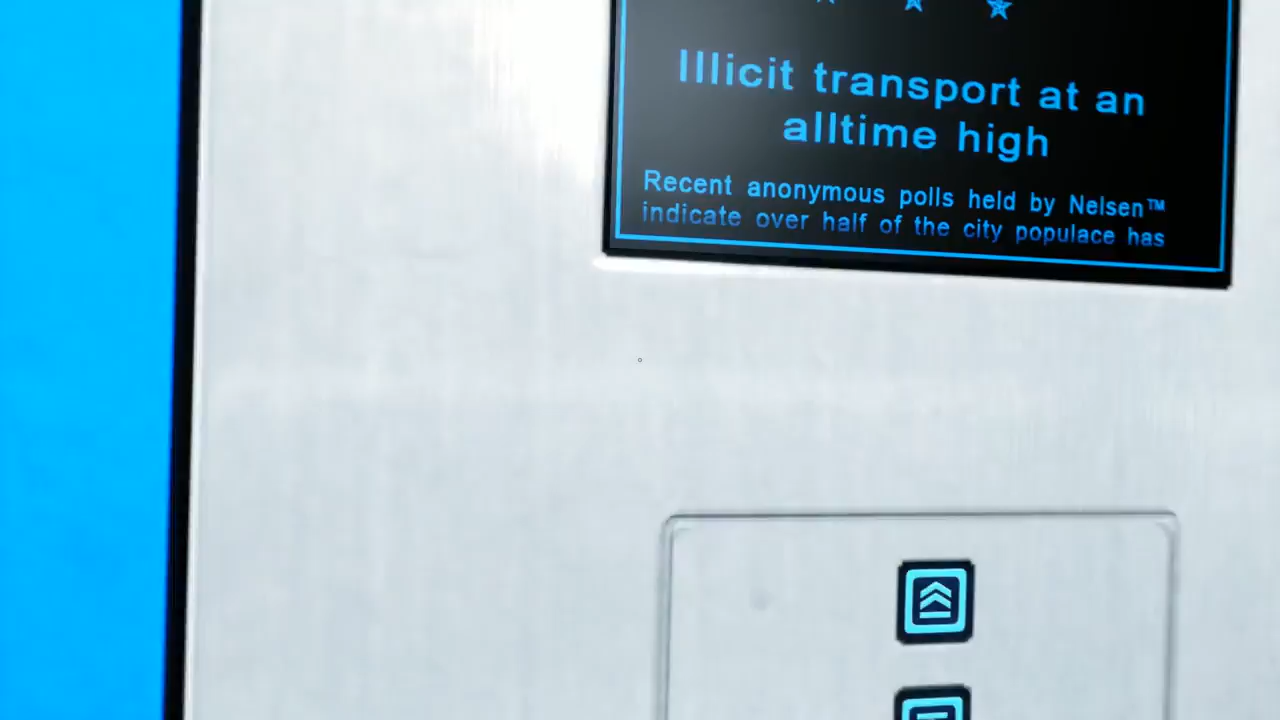 Illicit transport at an
alltime high
Recent anonymous polls held by Nelsen™
indicate over half of the city populace has